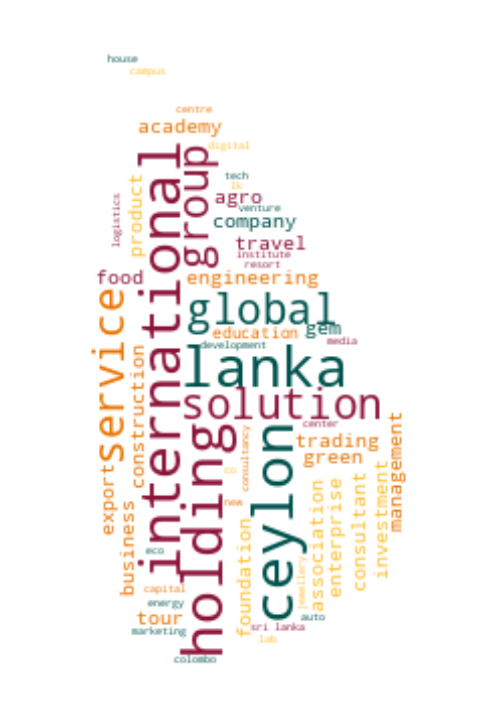 house
campus
centre
academy
digital
international
group
tech
lk
product
agro
venture
logistics
company
travel
institute
resort
food
engineering
service
global
gem
education
media
development
lanka
construction
solution
holding
ceylon
center
trading
green
management
consultancy
export
co
investment
consultant
enterprise
association
business
new
foundation
eco
jewellery
capital
energy
tour
auto
marketing
sri lanka
lab
colombo